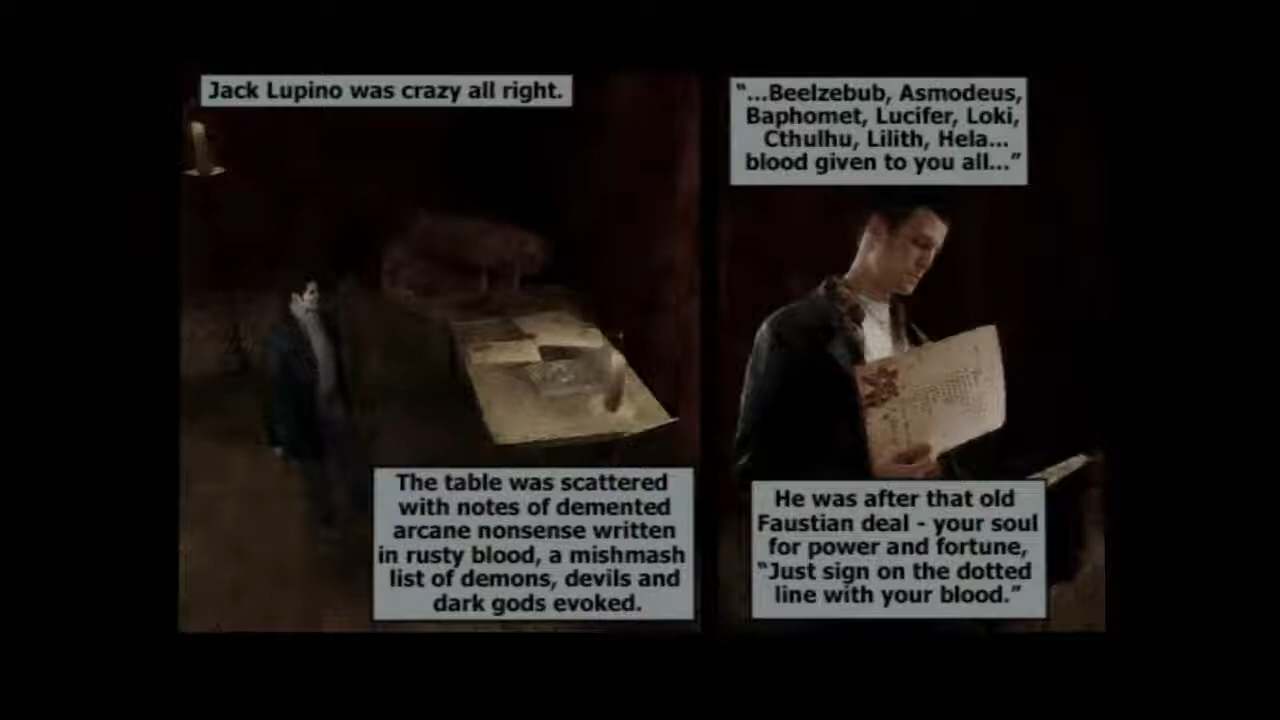 Jack Lupino was crazy all right.
The table was scattered
with notes of demented
arcane nonsense written
in rusty blood, a mishmash
list of demons, devils and
dark gods evoked.
“...Beelzebub, Asmodeus,
Baphomet, Lucifer, Loki,
Cthulhu, Lilith, Hela...
blood given to you all...”
He was after that old
Faustian deal - your soul
for power and fortune,
“Just sign on the dotted
line with your blood.”